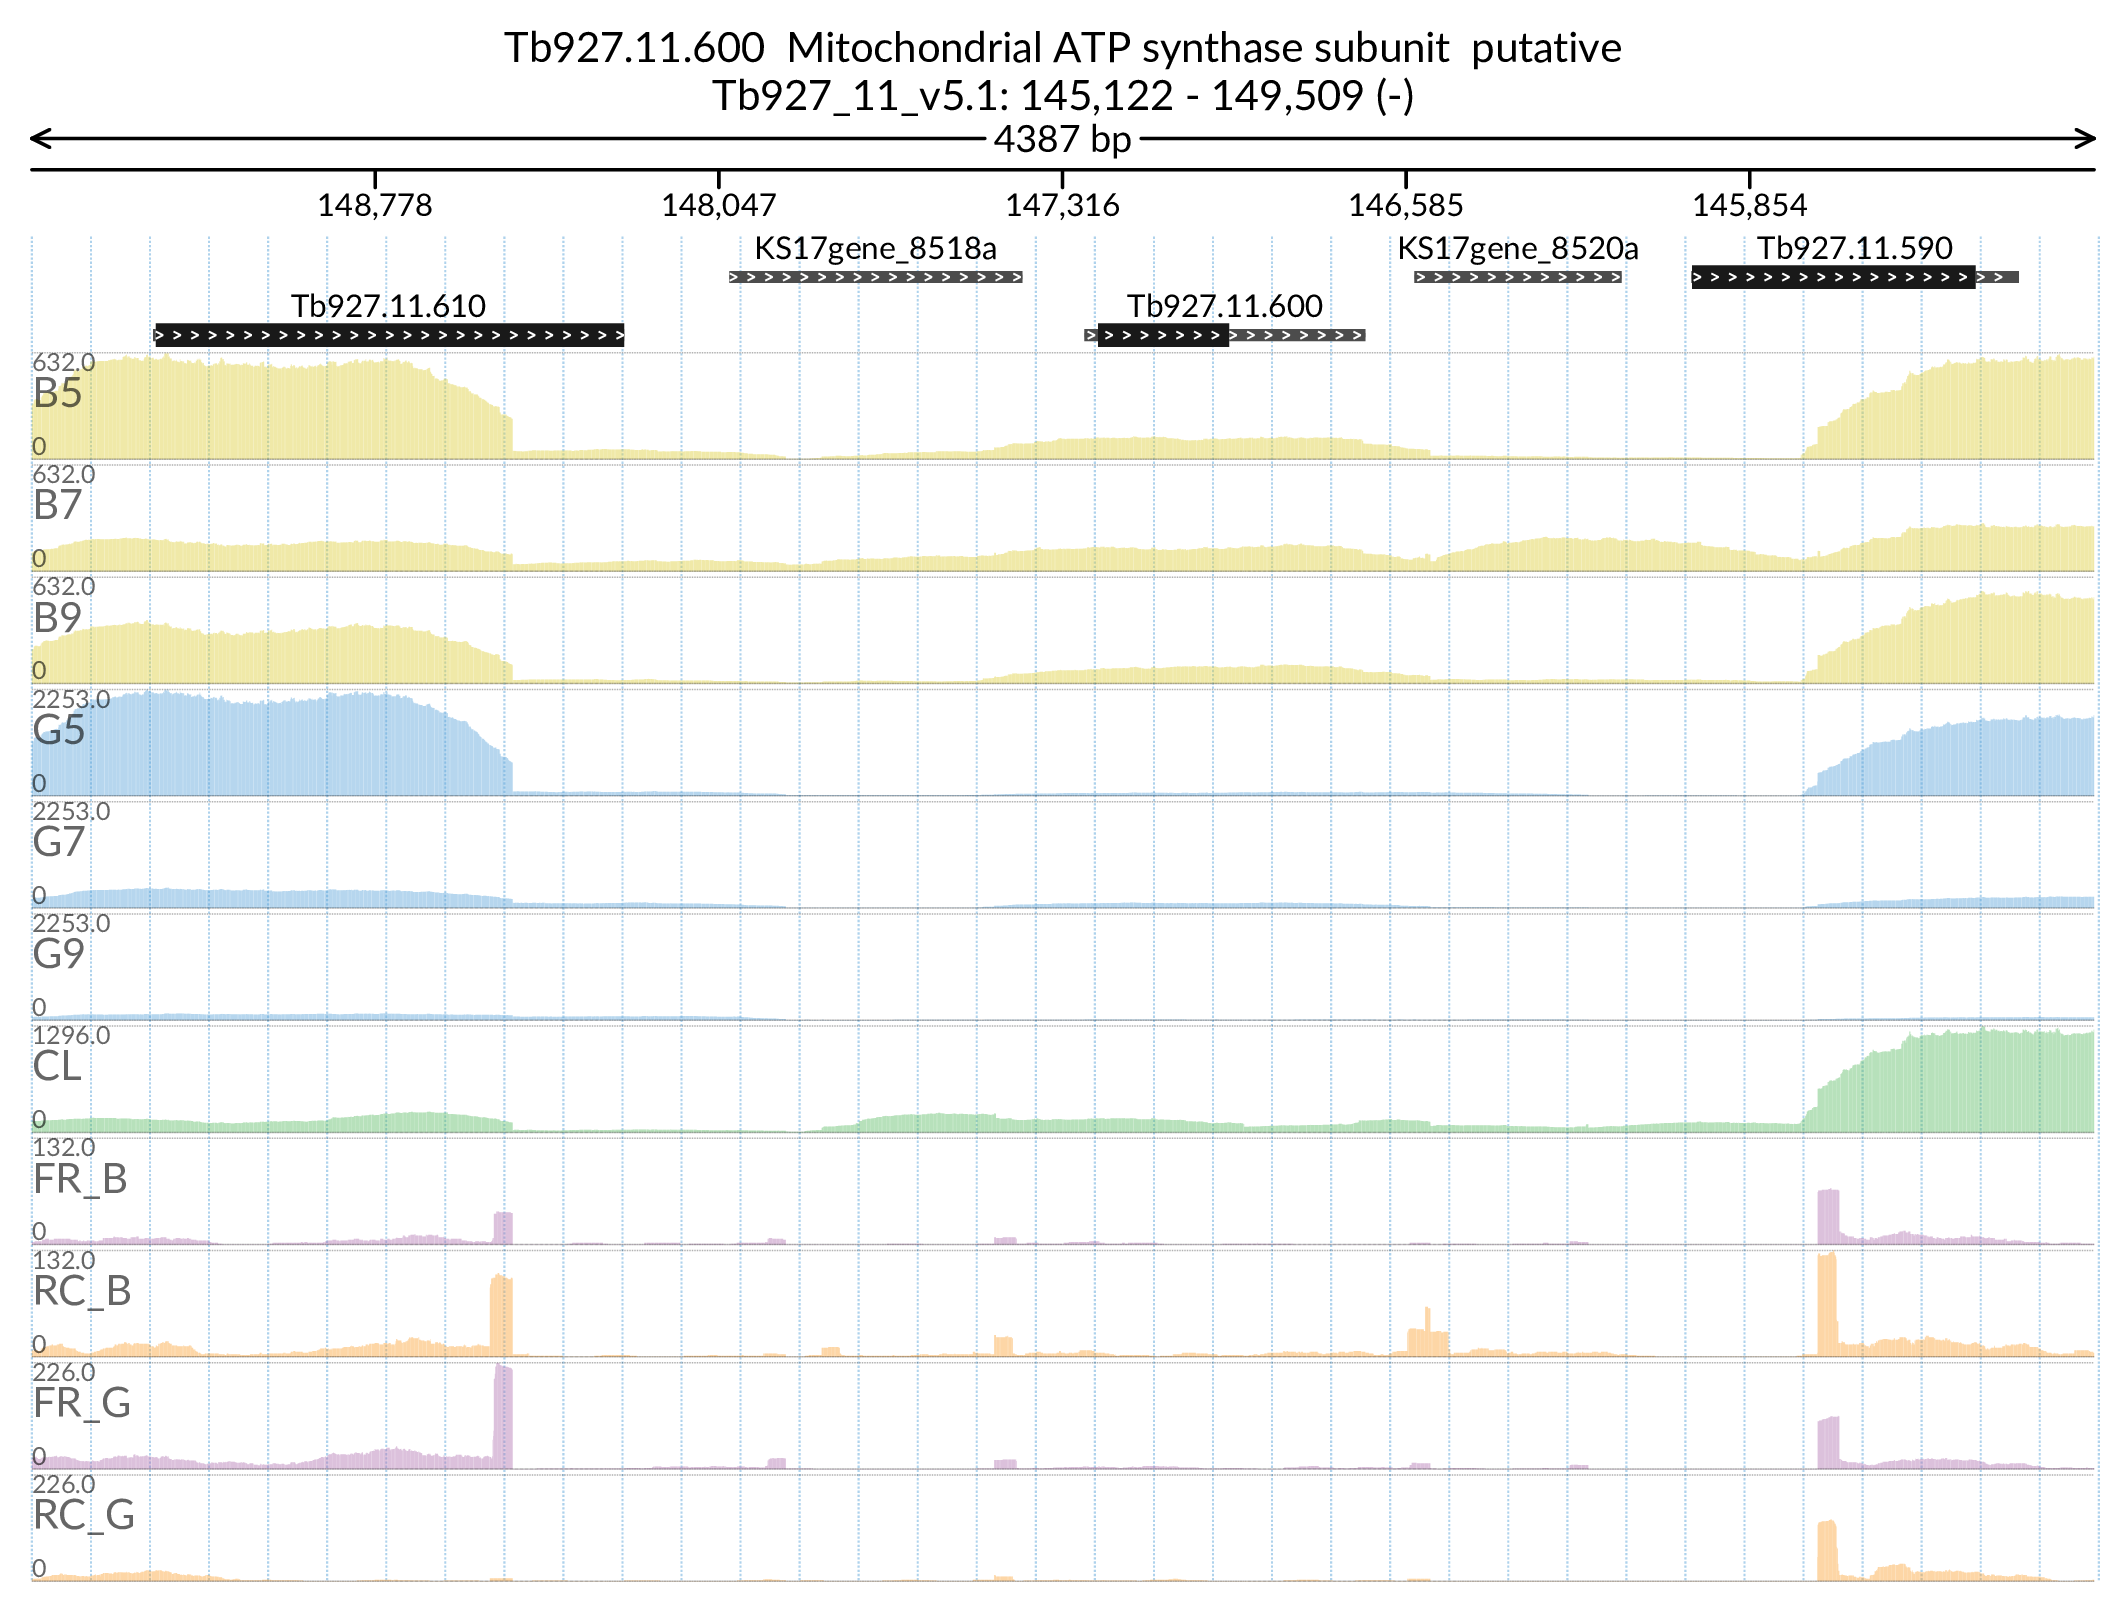 Tb927.11.600  Mitochondrial ATP synthase subunit  putative
Tb927_11_v5.1: 145,122 - 149,509 (-)
4387 bp
148,778 148,047 147,316 146,585 145,854
KS17gene_8518a KS17gene_8520a Tb927.11.590
Tb927.11.610 Tb927.11.600
632.0
B5
0
632.0
B7
0
632.0
B9
0
2253.0
G5
0
2253.0
G7
0
2253.0
G9
0
1296.0
CL
0
132.0
FR_B
0
132.0
RC_B
0
226.0
FR_G
0
226.0
RC_G
0